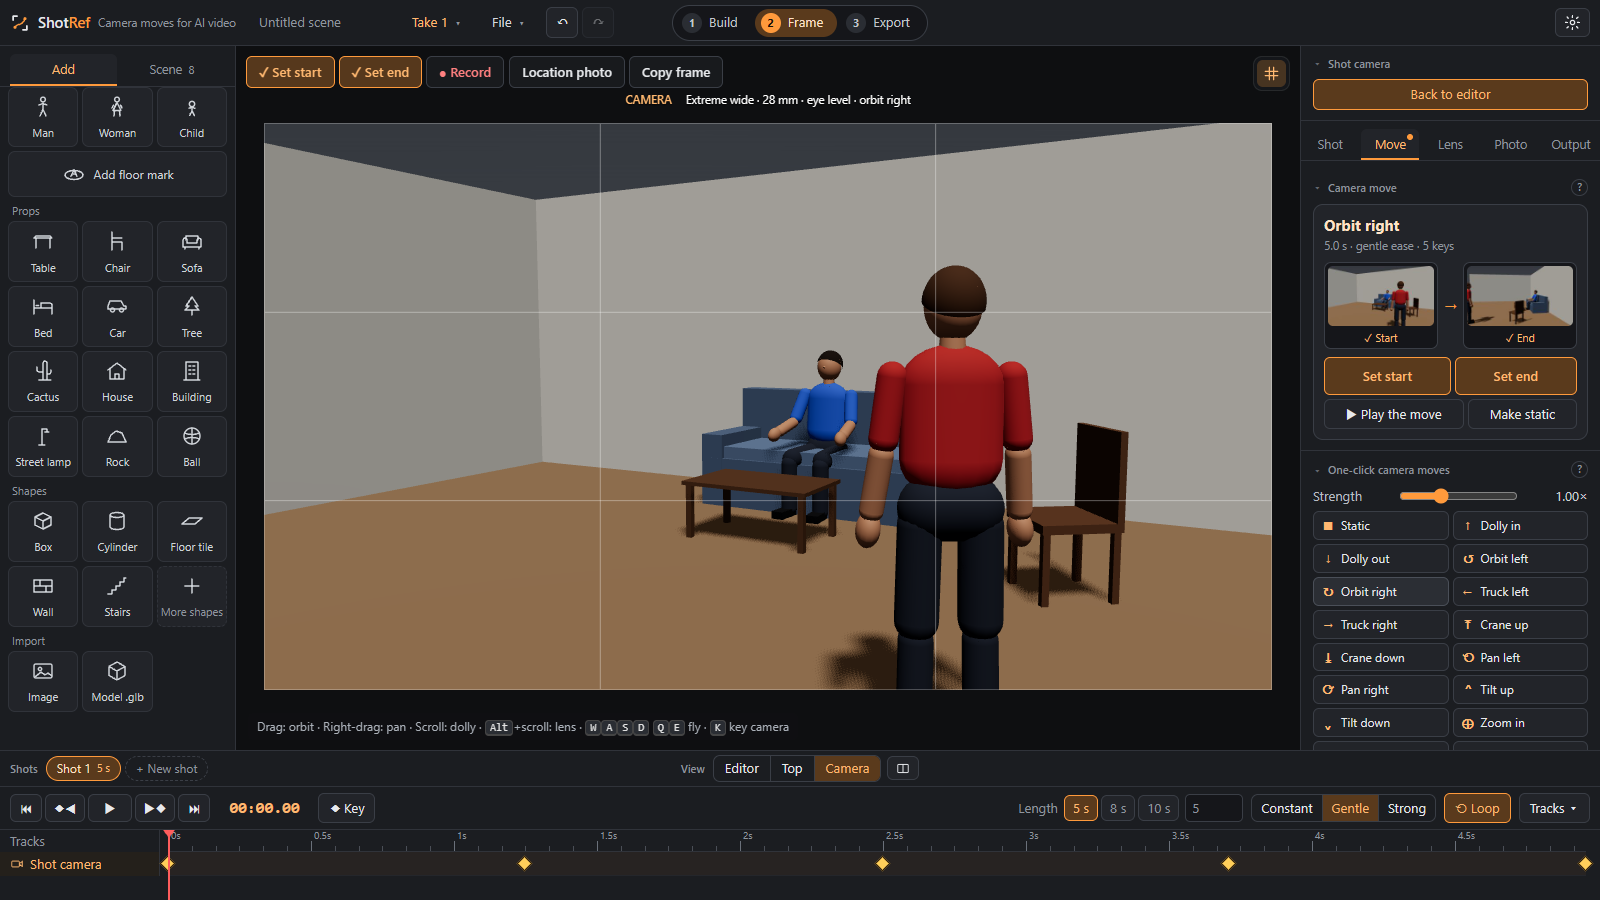 ShotRef Camera moves for AI video Untitled scene Take 1 File 1 Build 2 Frame 3 Export
Add Scene 8
Man Woman Child
Add floor mark
Props
Table Chair Sofa
Bed Car Tree
Cactus House Building
Street lamp Rock Ball
Shapes
Box Cylinder Floor tile
Wall Stairs More shapes
Import
Image Model .glb
✓ Set start ✓ Set end ● Record Location photo Copy frame
CAMERA Extreme wide · 28 mm · eye level · orbit right
Drag: orbit · Right-drag: pan · Scroll: dolly · Alt +scroll: lens · W A S D Q E fly · K key camera
Shot camera
Back to editor
Shot Move Lens Photo Output
Camera move ?
Orbit right
5.0 s · gentle ease · 5 keys
✓ Start → ✓ End
Set start Set end
▶ Play the move Make static
One-click camera moves ?
Strength 1.00×
Static ↑ Dolly in
↓ Dolly out Orbit left
Orbit right ← Truck left
→ Truck right Crane up
Crane down Pan left
Pan right Tilt up
Tilt down Zoom in
Shots Shot 1 5 s + New shot View Editor Top Camera
00:00.00 ◆ Key Length 5 s 8 s 10 s 5 Constant Gentle Strong Loop Tracks
Tracks 0s 0.5s 1s 1.5s 2s 2.5s 3s 3.5s 4s 4.5s
Shot camera